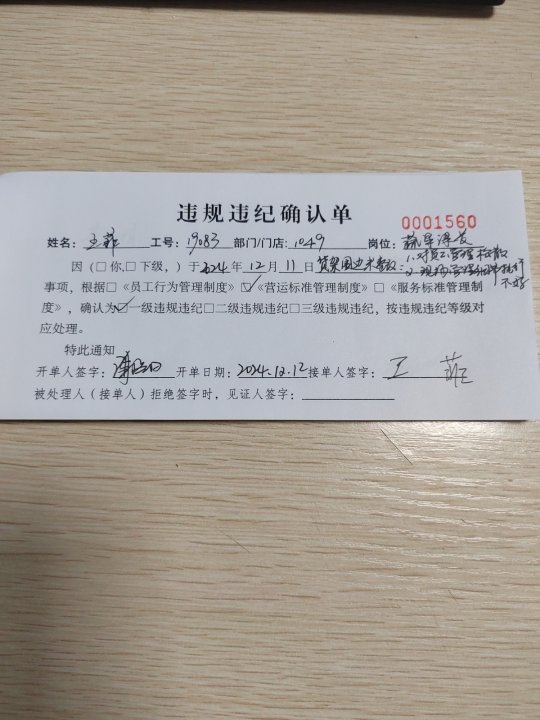 违规违纪确认单
0001560
姓名：王菲 工号：19083 部门/门店：1049 岗位：
因（□你,□下级，）于2024年12月11日
事项，根据□《员工行为管理制度》☑《营运标准管理制度》□《服务标准管理制
度》，确认为☑一级违规违纪□二级违规违纪□三级违规违纪，按违规违纪等级对
应处理。
特此通知
开单人签字： 开单日期：2024.12.12 接单人签字：王菲
被处理人（接单人）拒绝签字时，见证人签字：